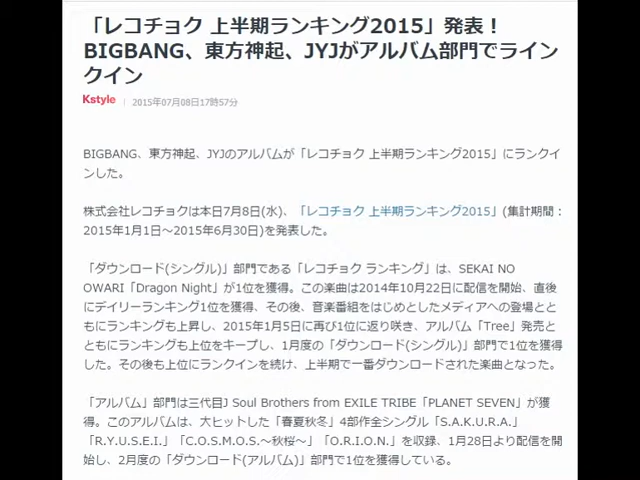 「レコチョク 上半期ランキング2015」発表！
BIGBANG、東方神起、JYJがアルバム部門でライン
クイン
Kstyle | 2015年07月08日17時57分
BIGBANG、東方神起、JYJのアルバムが「レコチョク 上半期ランキング2015」にランクイ
ンした。
株式会社レコチョクは本日7月8日(水)、「レコチョク 上半期ランキング2015」(集計期間：
2015年1月1日～2015年6月30日)を発表した。
「ダウンロード(シングル)」部門である「レコチョク ランキング」は、SEKAI NO
OWARI「Dragon Night」が1位を獲得。この楽曲は2014年10月22日に配信を開始、直後
にデイリーランキング1位を獲得、その後、音楽番組をはじめとしたメディアへの登場とと
もにランキングも上昇し、2015年1月5日に再び1位に返り咲き、アルバム「Tree」発売と
ともにランキングも上位をキープし、1月度の「ダウンロード(シングル)」部門で1位を獲得
した。その後も上位にランクインを続け、上半期で一番ダウンロードされた楽曲となった。
「アルバム」部門は三代目J Soul Brothers from EXILE TRIBE「PLANET SEVEN」が獲
得。このアルバムは、大ヒットした「春夏秋冬」4部作全シングル「S.A.K.U.R.A.」
「R.Y.U.S.E.I.」「C.O.S.M.O.S.～秋桜～」「O.R.I.O.N.」を収録、1月28日より配信を開
始し、2月度の「ダウンロード(アルバム)」部門で1位を獲得している。